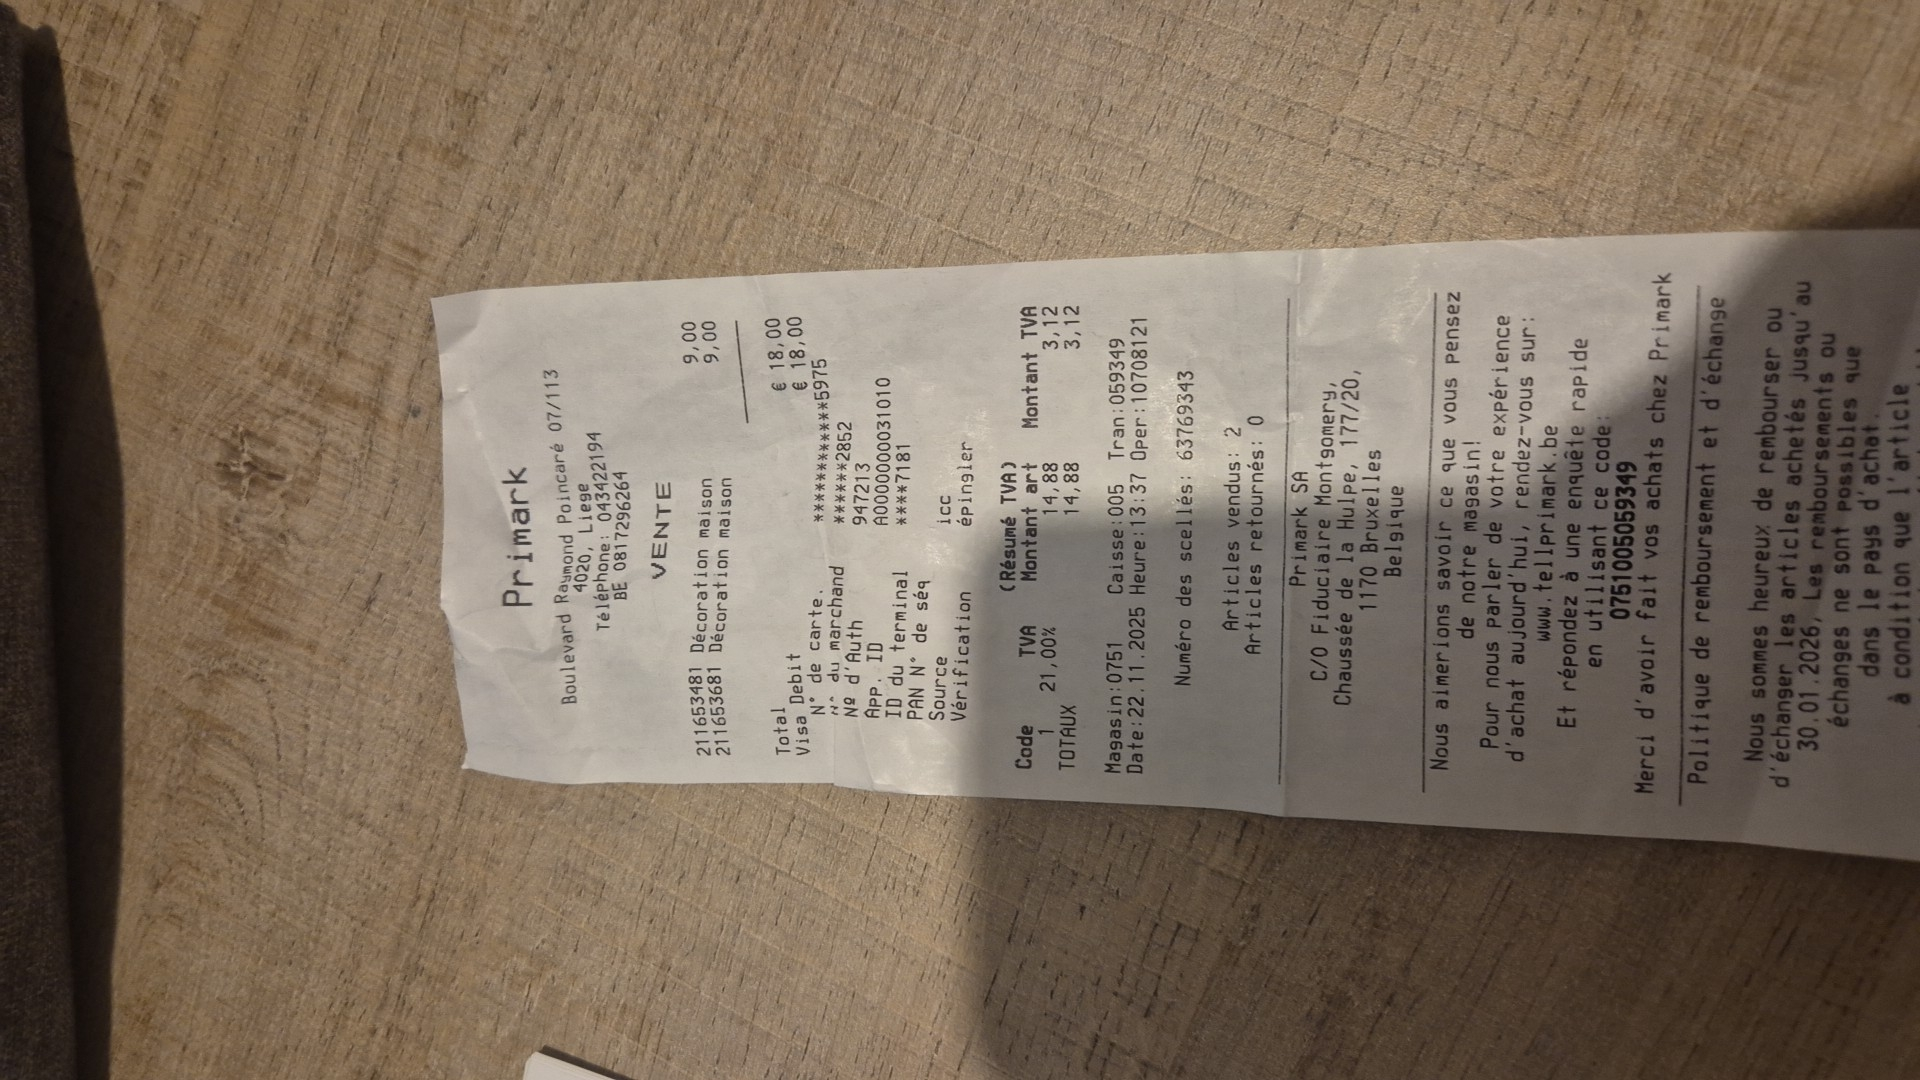 Primark
Boulevard Raymond Poincaré 07/113
4020, Liege
Téléphone: 043422194
BE 0817296264
VENTE
211653481 Décoration maison 9,00
211653681 Décoration maison 9,00
Total € 18,00
Visa Debit € 18,00
N° de carte. ************5975
N° du marchand ******2852
Nº d'Auth 947213
App. ID A0000000031010
ID du terminal ****7181
PAN N° de séq
Source icc
Vérification épingler
(Résumé TVA)
Code TVA Montant art Montant TVA
1 21,00% 14,88 3,12
TOTAUX 14,88 3,12
Magasin:0751 Caisse:005 Tran:059349
Date:22.11.2025 Heure:13:37 Oper:10708121
Numéro des scellés: 63769343
Articles vendus: 2
Articles retournés: 0
Primark SA
C/O Fiduciaire Montgomery,
Chaussée de la Hulpe, 177/20,
1170 Bruxelles
Belgique
Nous aimerions savoir ce que vous pensez
de notre magasin!
Pour nous parler de votre expérience
d'achat aujourd'hui, rendez-vous sur:
www.tellprimark.be
Et répondez à une enquête rapide
en utilisant ce code:
0751005059349
Merci d'avoir fait vos achats chez Primark
Politique de remboursement et d'échange
Nous sommes heureux de rembourser ou
d'échanger les articles achetés jusqu'au
30.01.2026, Les remboursements ou
échanges ne sont possibles que
dans le pays d'achat.
à condition que l'article